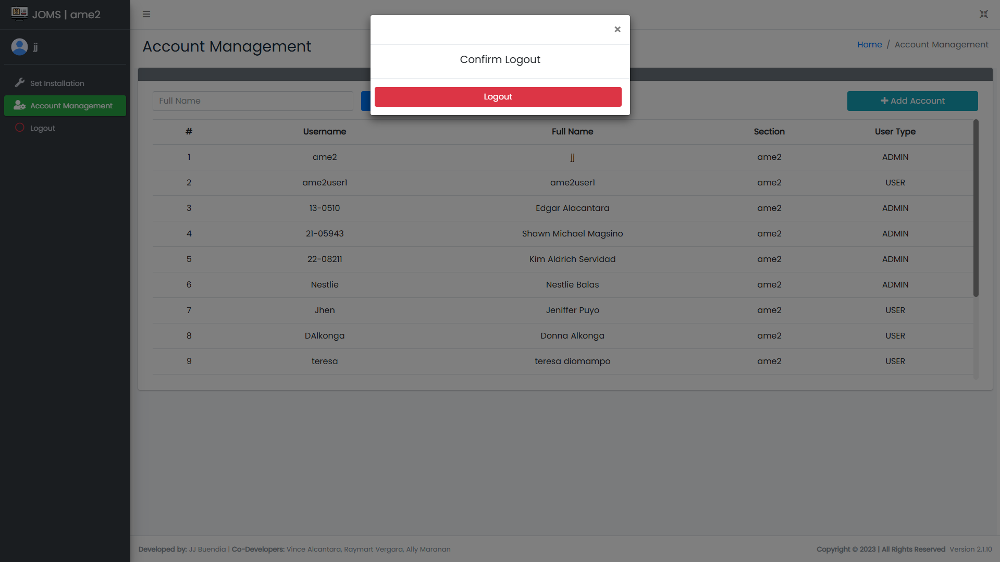 JOMS | ame2
jj
Set Installation
Account Management
Logout
×
Confirm Logout
Logout
Account Management
Home / Account Management
Full Name
Add Account
# Username Full Name Section User Type
1 ame2 jj ame2 ADMIN
2 ame2user1 ame2user1 ame2 USER
3 13-0510 Edgar Alacantara ame2 ADMIN
4 21-05943 Shawn Michael Magsino ame2 ADMIN
5 22-08211 Kim Aldrich Servidad ame2 ADMIN
6 Nestlie Nestlie Balas ame2 ADMIN
7 Jhen Jeniffer Puyo ame2 USER
8 DAlkonga Donna Alkonga ame2 USER
9 teresa teresa diomampo ame2 USER
Developed by: JJ Buendia | Co-Developers: Vince Alcantara, Raymart Vergara, Ally Maranan
Copyright © 2023 | All Rights Reserved Version 2.1.10